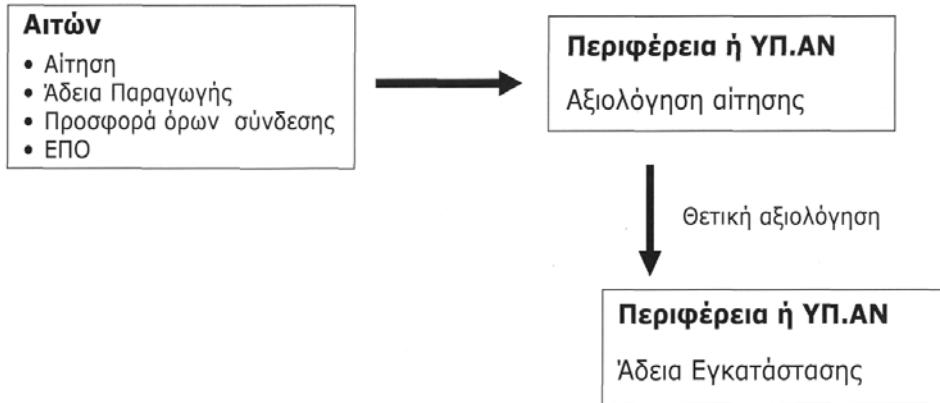 Αιτών
• Αίτηση
• Άδεια Παραγωγής
• Προσφορά όρων σύνδεσης
• ΕΠΟ
Περιφέρεια ή ΥΠ.ΑΝ
Αξιολόγηση αίτησης
Θετική αξιολόγηση
Περιφέρεια ή ΥΠ.ΑΝ
Άδεια Εγκατάστασης